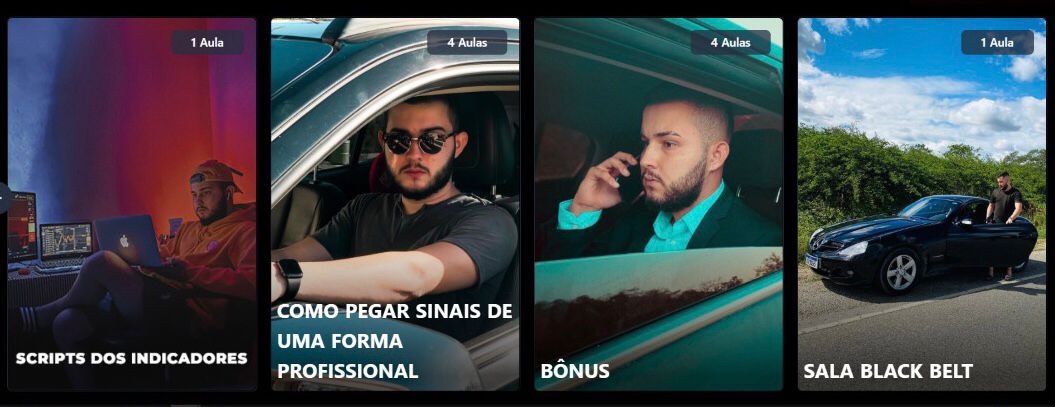 1 Aula
SCRIPTS DOS INDICADORES
4 Aulas
COMO PEGAR SINAIS DE
UMA FORMA
PROFISSIONAL
4 Aulas
BÔNUS
1 Aula
SALA BLACK BELT